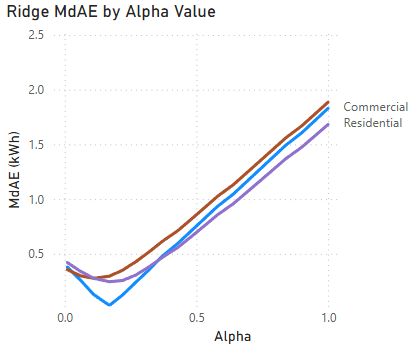 Ridge MdAE by Alpha Value
2.5
2.0
1.5
1.0
0.5
MdAE (kWh)
0.0
0.5
1.0
Alpha
Commercial
Residential